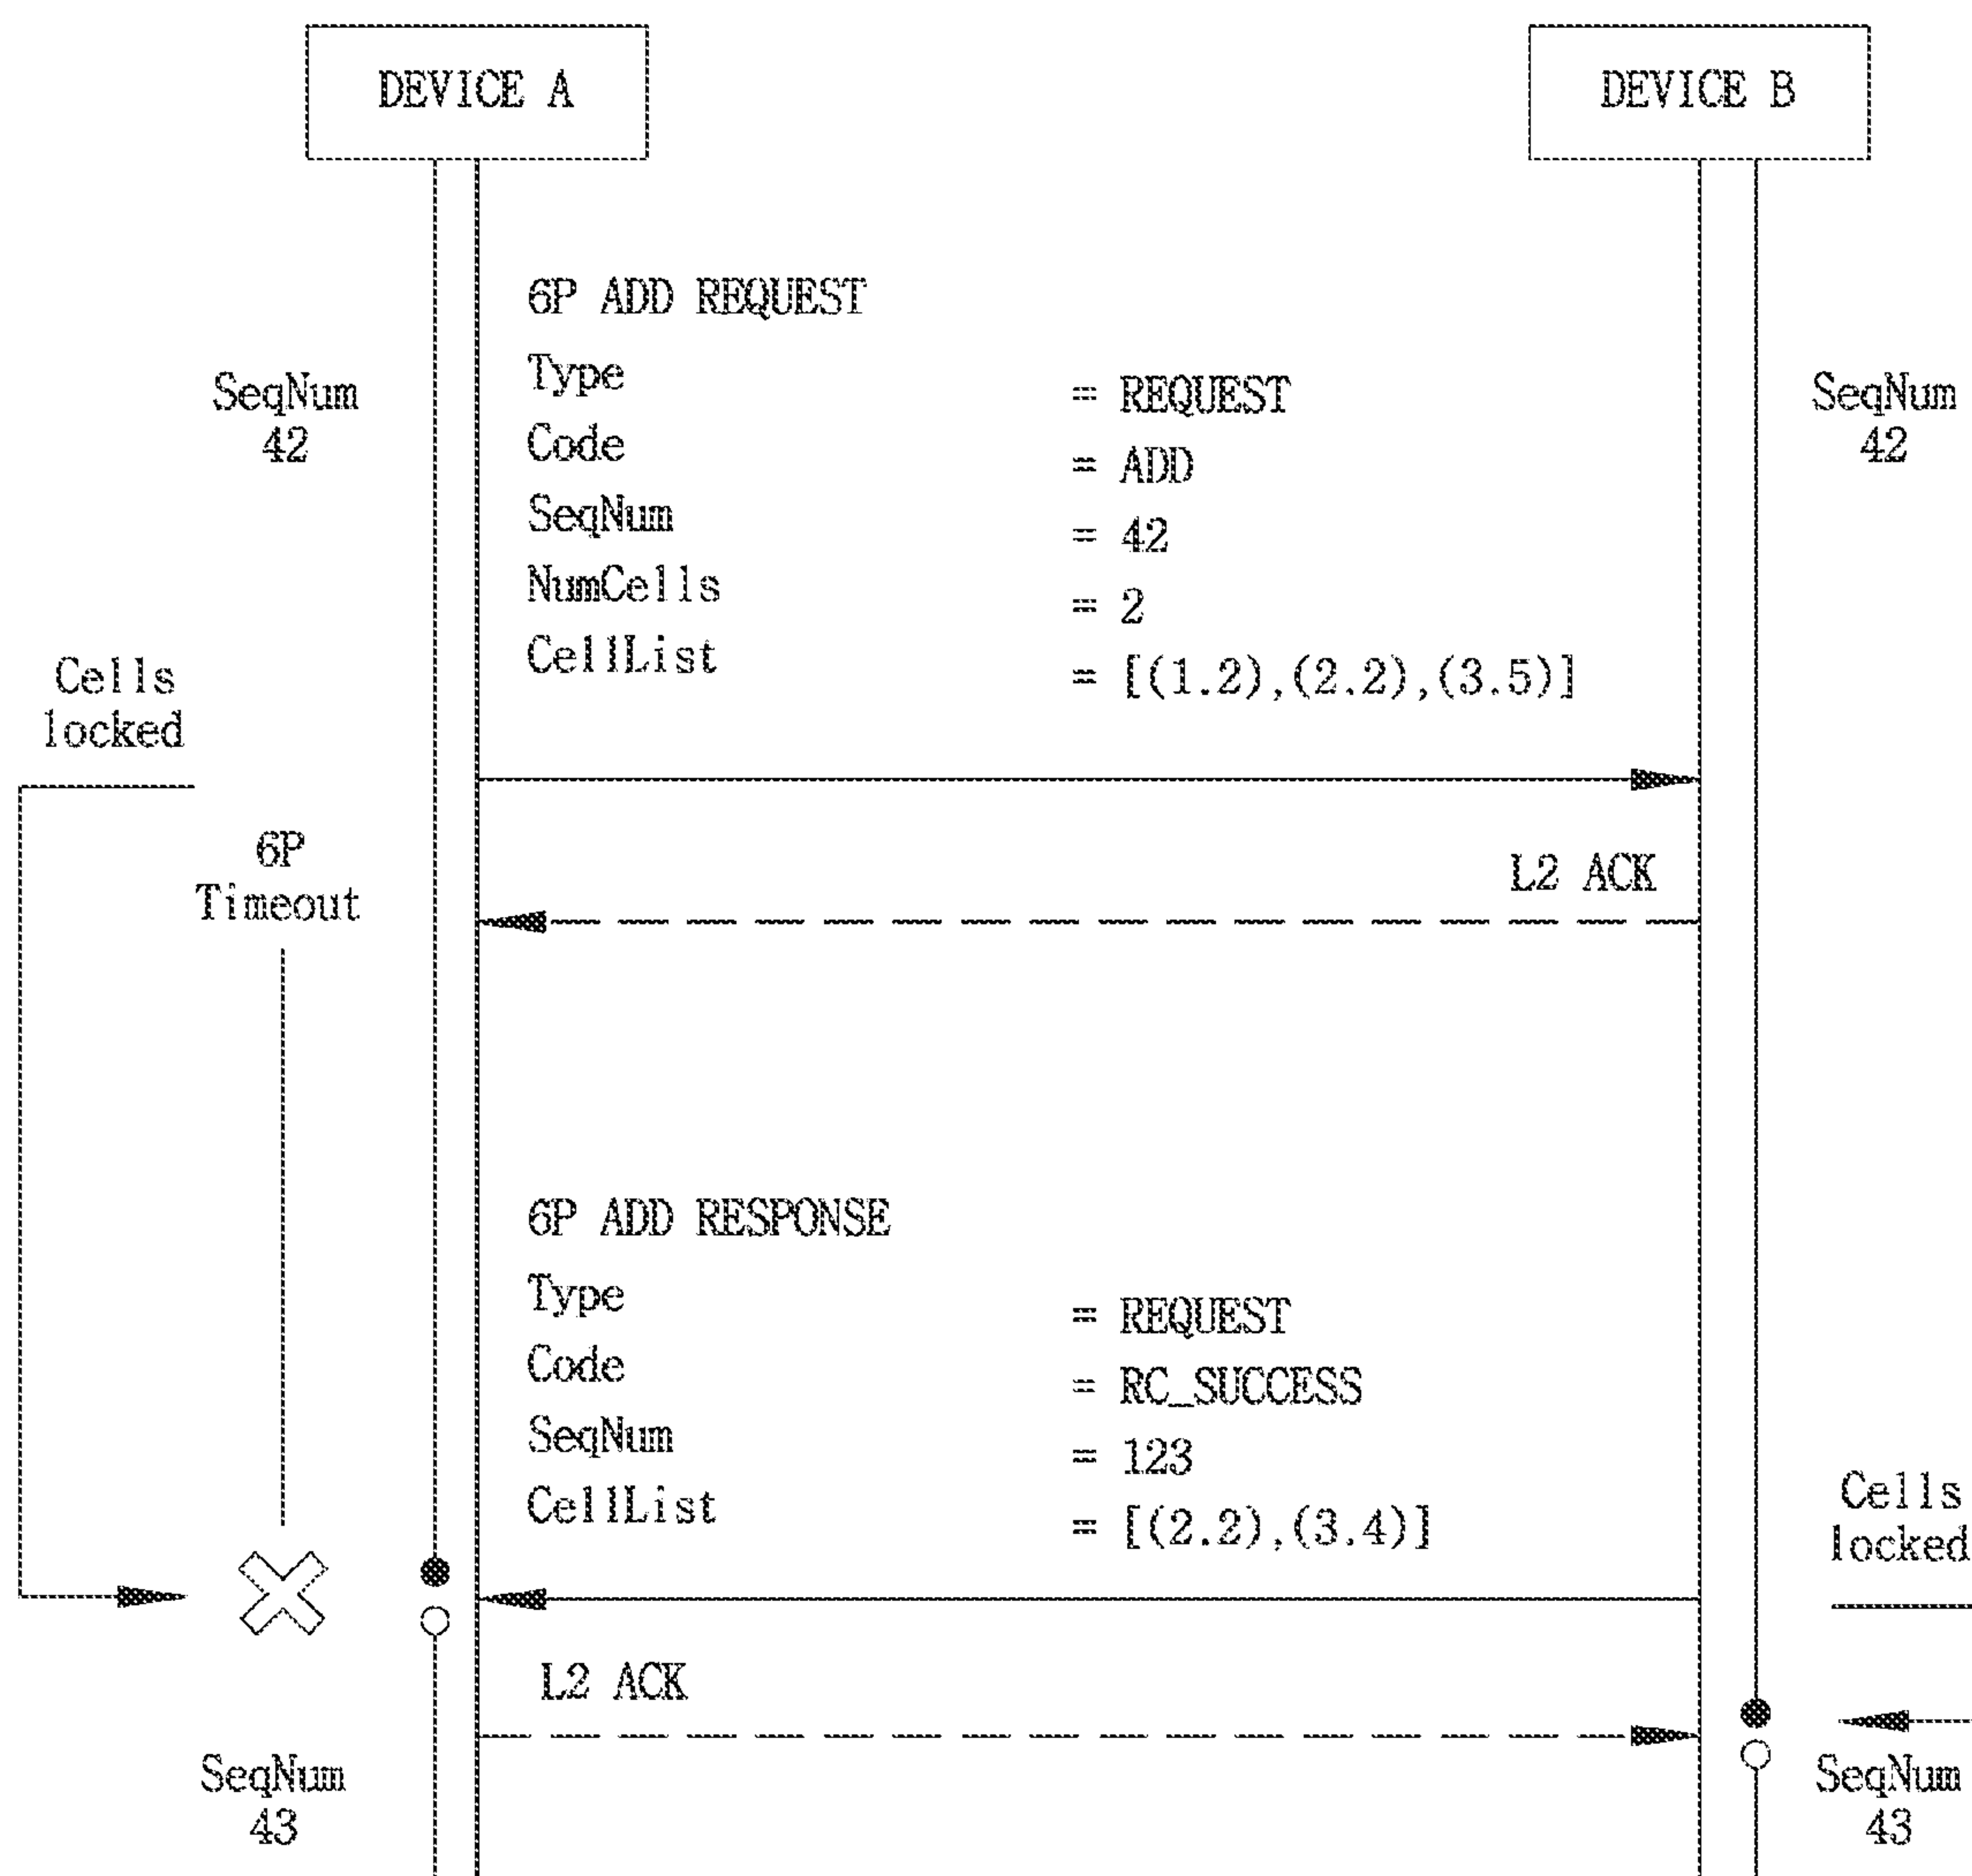 DEVICE A
DEVICE B
6P ADD REQUEST
Type = REQUEST
Code = ADD
SeqNum = 42
NumCells = 2
CellList = [(1.2),(2.2),(3.5)]
SeqNum
42
SeqNum
42
Cells
locked
6P
Timeout
L2 ACK
6P ADD RESPONSE
Type = REQUEST
Code = RC_SUCCESS
SeqNum = 123
CellList = [(2.2),(3.4)]
Cells
locked
L2 ACK
SeqNum
43
SeqNum
43